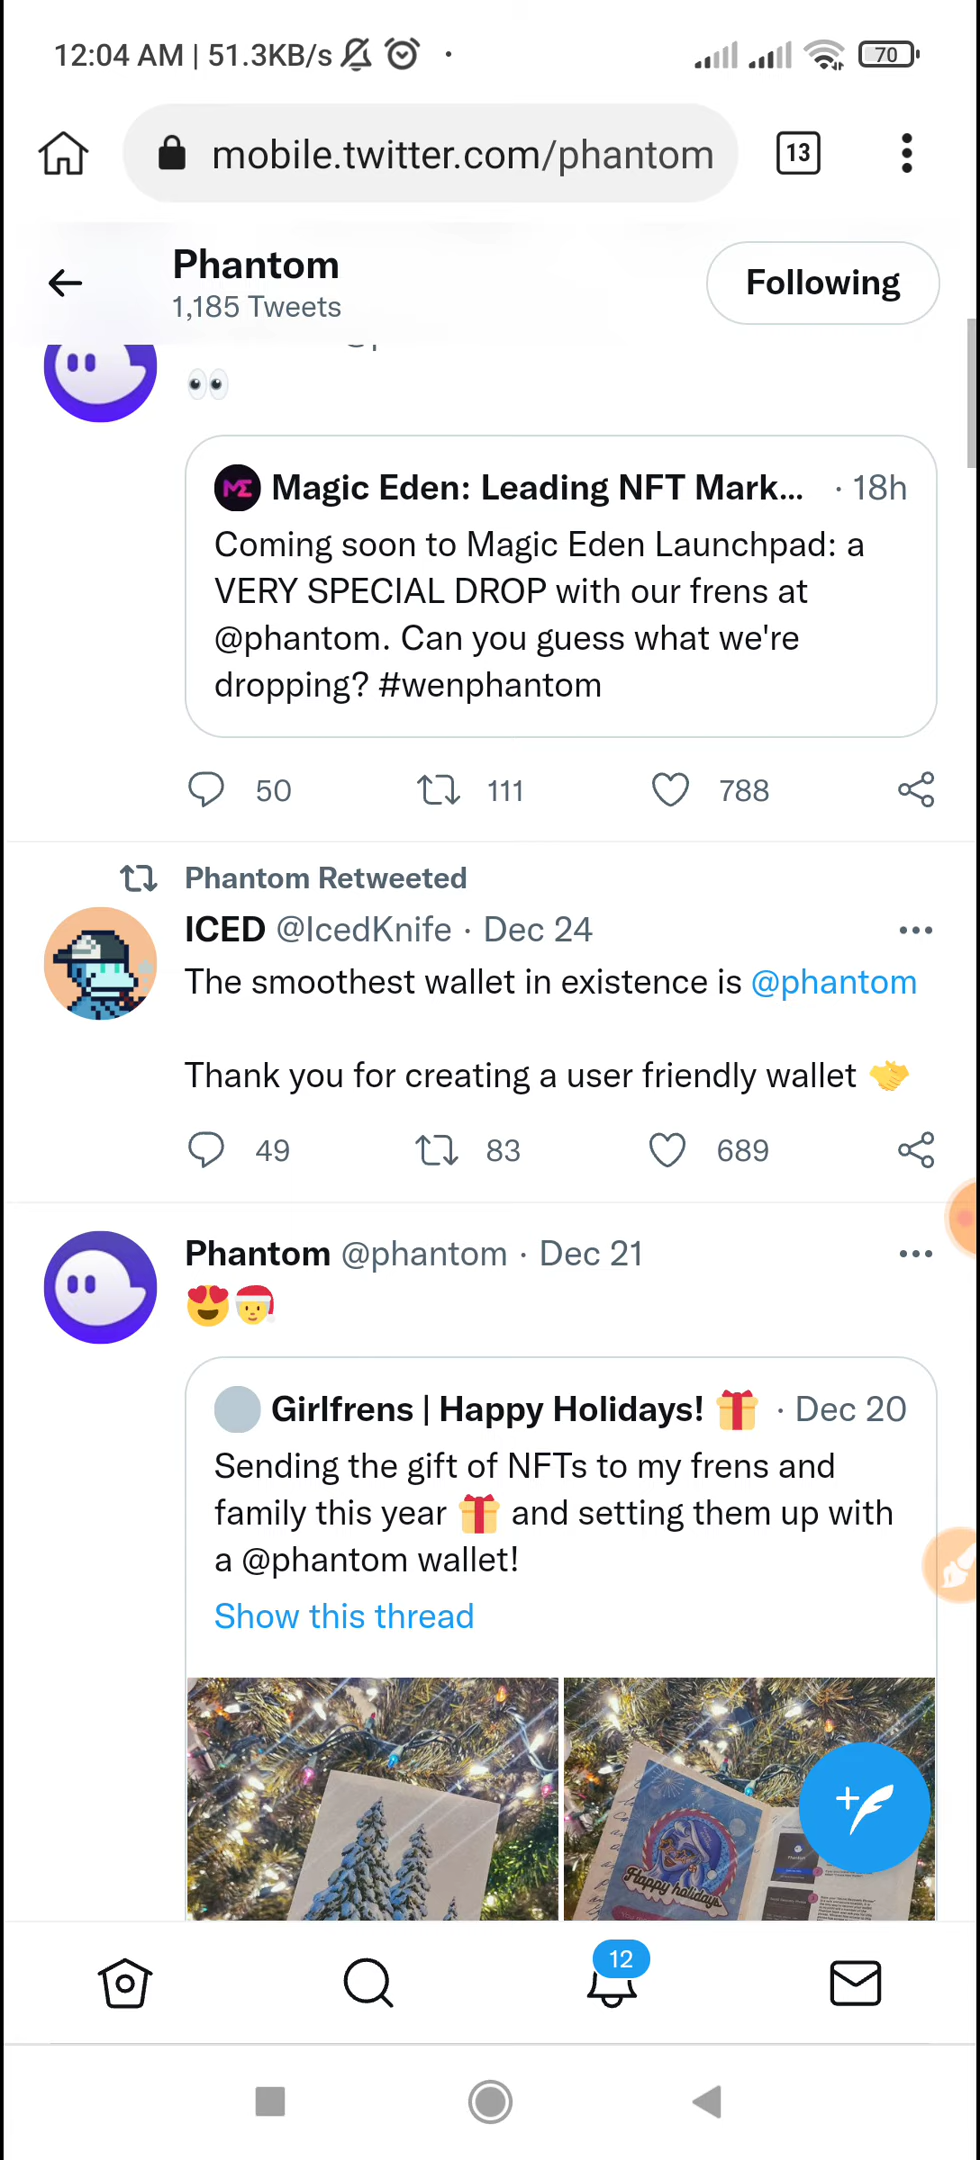 12:04 AM | 51.3KB/s
70
mobile.twitter.com/phantom
13
Phantom
1,185 Tweets
Following
👀
ME
Magic Eden: Leading NFT Mark... · 18h
Coming soon to Magic Eden Launchpad: a
VERY SPECIAL DROP with our frens at
@phantom. Can you guess what we're
dropping? #wenphantom
50
111
788
Phantom Retweeted
ICED @IcedKnife · Dec 24
The smoothest wallet in existence is @phantom
Thank you for creating a user friendly wallet 🤝
49
83
689
Phantom @phantom · Dec 21
😍🧑‍🎄
Girlfrens | Happy Holidays! 🎁 · Dec 20
Sending the gift of NFTs to my frens and
family this year 🎁 and setting them up with
a @phantom wallet!
Show this thread
Happy holidays
12